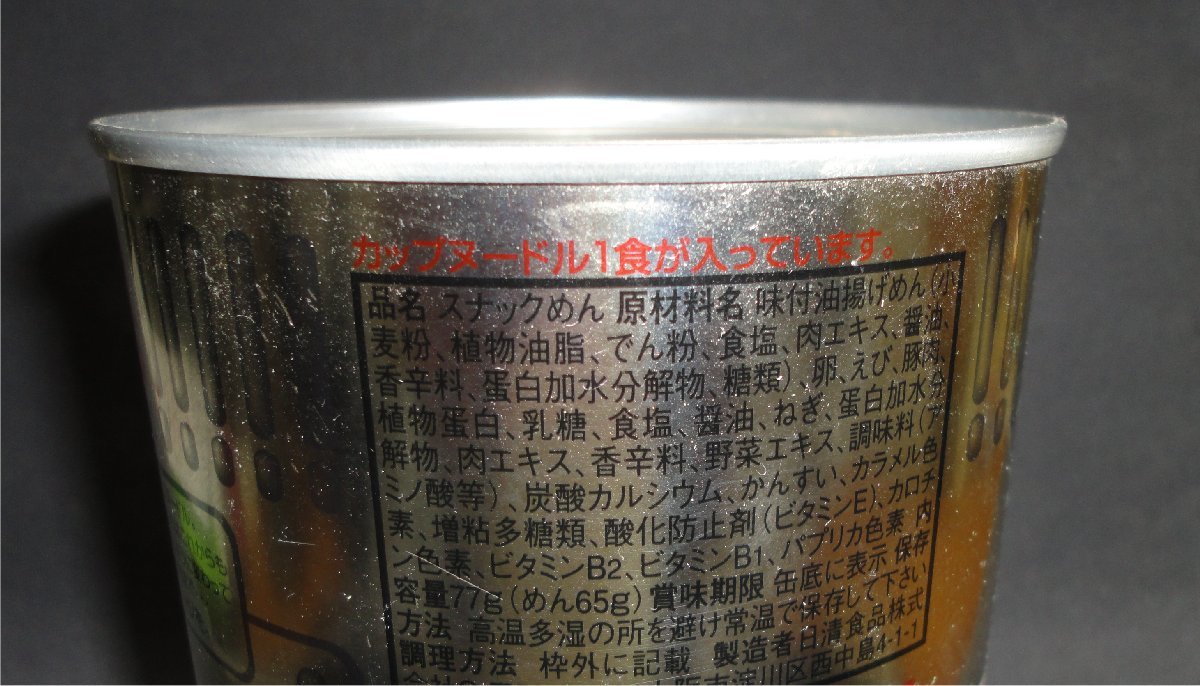 カップヌードル1食が入っています。
品名 スナックめん 原材料名 味付油揚げめん(小
麦粉、植物油脂、でん粉、食塩、肉エキス、醤油、
香辛料、蛋白加水分解物、糖類)、卵、えび、豚肉、
植物蛋白、乳糖、食塩、醤油、ねぎ、蛋白加水分
解物、肉エキス、香辛料、野菜エキス、調味料(ア
ミノ酸等)、炭酸カルシウム、かんすい、カラメル色
素、増粘多糖類、酸化防止剤(ビタミンE)、カロチ
ン色素、ビタミンB2、ビタミンB1、パプリカ色素 内
容量77g(めん65g) 賞味期限 缶底に表示 保存
方法 高温多湿の所を避け常温で保存して下さい
調理方法 枠外に記載 製造者 日清食品株式
淀川区西中島4-1-1